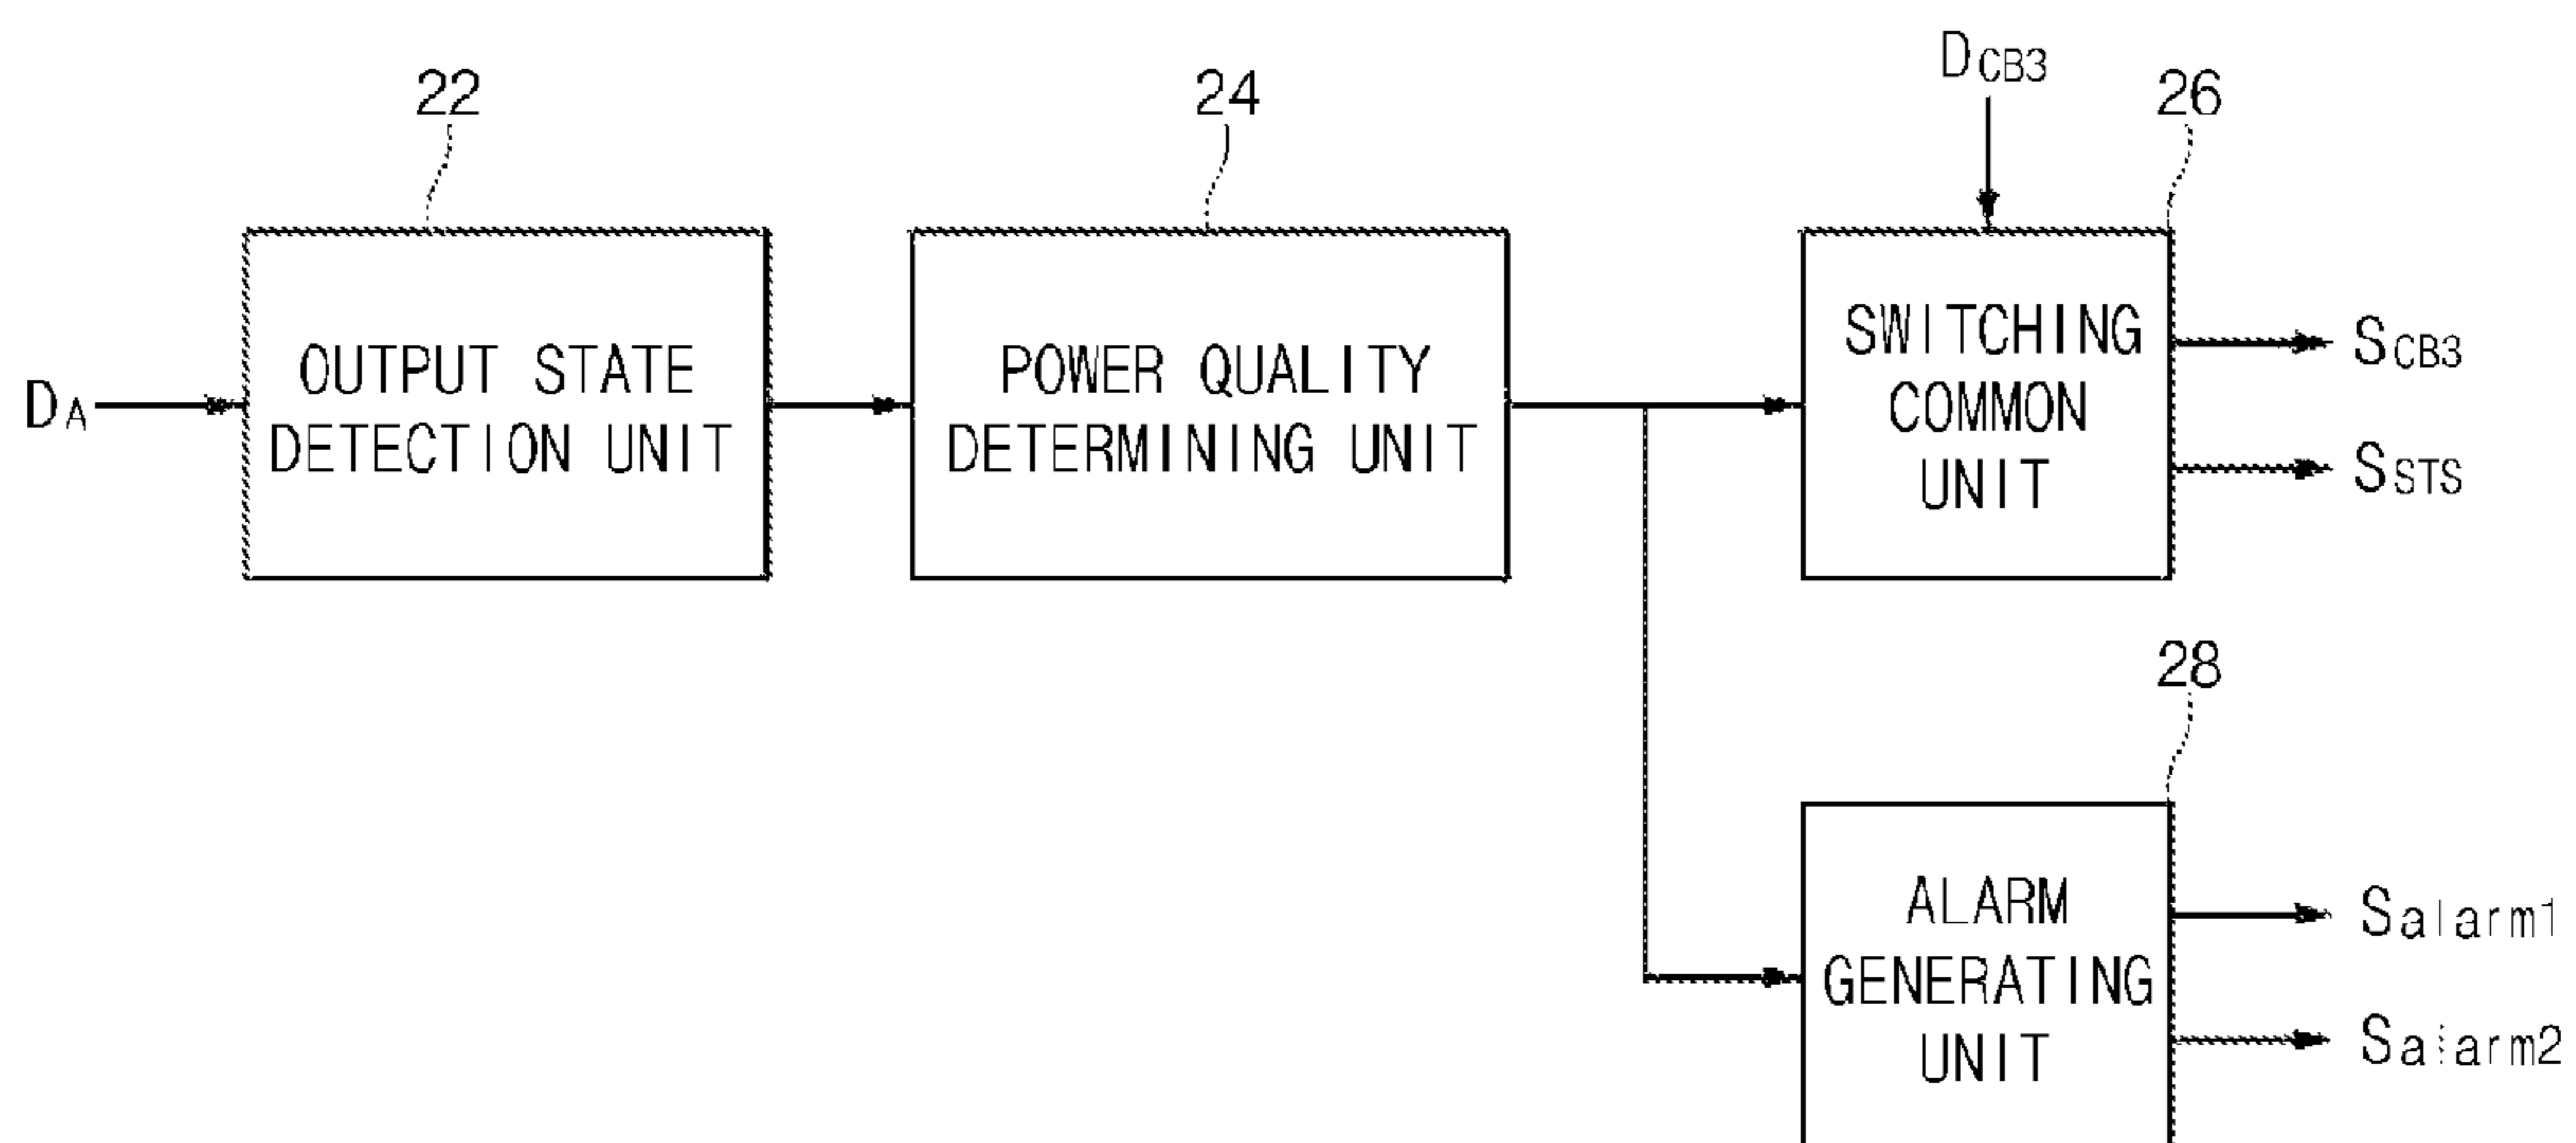 22
24
DCB3
26
DA
OUTPUT STATE
DETECTION UNIT
POWER QUALITY
DETERMINING UNIT
SWITCHING
COMMON
UNIT
SCB3
SSTS
28
ALARM
GENERATING
UNIT
Salarm1
Salarm2